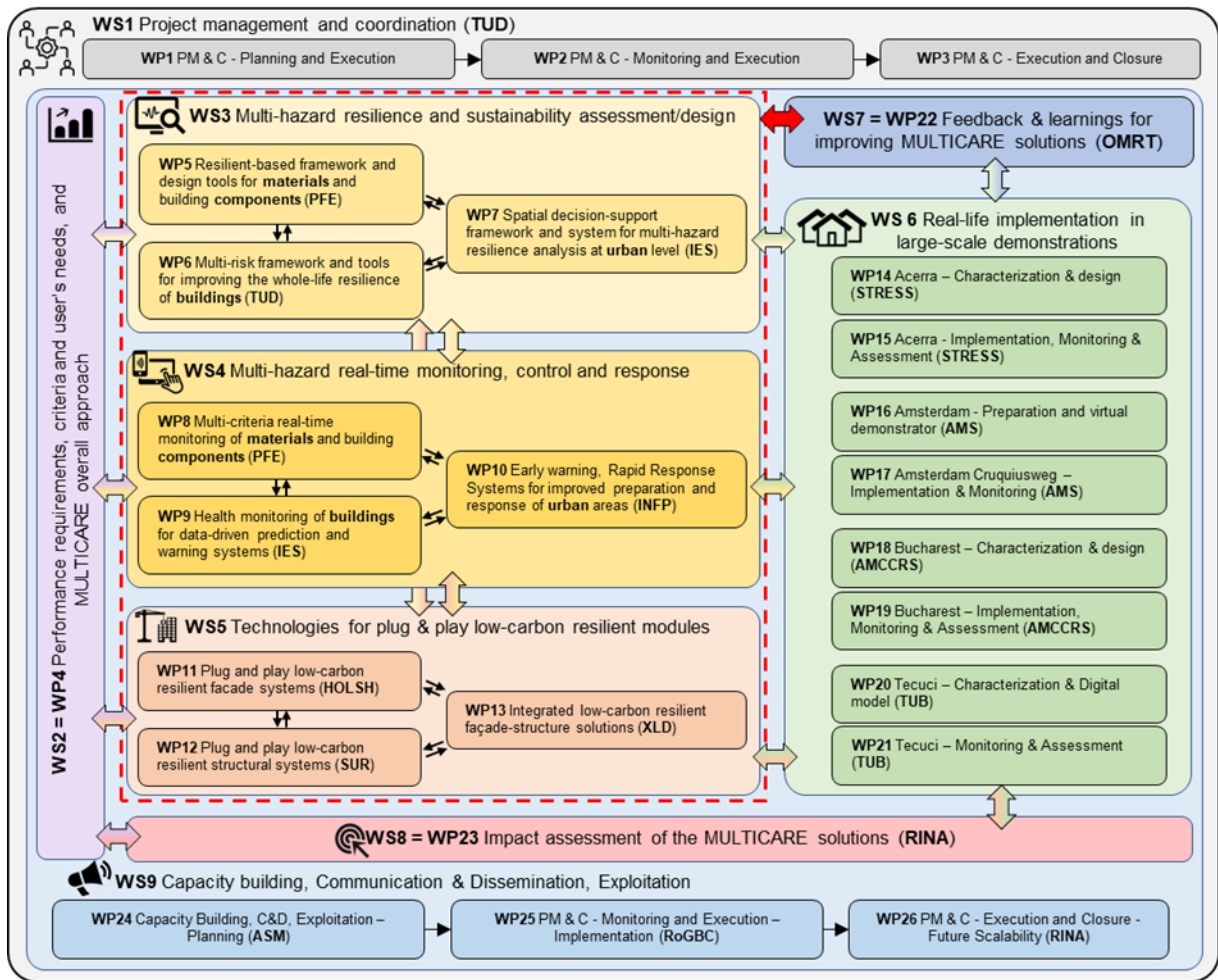 WS1 Project management and coordination (TUD)
WP1 PM & C - Planning and Execution
WP2 PM & C - Monitoring and Execution
WP3 PM & C - Execution and Closure
WS2 = WP4 Performance requirements, criteria and user's needs, and
MULTICARE overall approach
WS3 Multi-hazard resilience and sustainability assessment/design
WP5 Resilient-based framework and
design tools for materials and
building components (PFE)
WP6 Multi-risk framework and tools
for improving the whole-life resilience
of buildings (TUD)
WP7 Spatial decision-support
framework and system for multi-hazard
resilience analysis at urban level (IES)
WS4 Multi-hazard real-time monitoring, control and response
WP8 Multi-criteria real-time
monitoring of materials and building
components (PFE)
WP9 Health monitoring of buildings
for data-driven prediction and
warning systems (IES)
WP10 Early warning, Rapid Response
Systems for improved preparation and
response of urban areas (INFP)
WS5 Technologies for plug & play low-carbon resilient modules
WP11 Plug and play low-carbon
resilient facade systems (HOLSH)
WP12 Plug and play low-carbon
resilient structural systems (SUR)
WP13 Integrated low-carbon resilient
façade-structure solutions (XLD)
WS7 = WP22 Feedback & learnings for
improving MULTICARE solutions (OMRT)
WS 6 Real-life implementation in
large-scale demonstrations
WP14 Acerra – Characterization & design
(STRESS)
WP15 Acerra - Implementation, Monitoring &
Assessment (STRESS)
WP16 Amsterdam - Preparation and virtual
demonstrator (AMS)
WP17 Amsterdam Cruquiusweg –
Implementation & Monitoring (AMS)
WP18 Bucharest – Characterization & design
(AMCCRS)
WP19 Bucharest – Implementation,
Monitoring & Assessment (AMCCRS)
WP20 Tecuci – Characterization & Digital
model (TUB)
WP21 Tecuci – Monitoring & Assessment
(TUB)
WS8 = WP23 Impact assessment of the MULTICARE solutions (RINA)
WS9 Capacity building, Communication & Dissemination, Exploitation
WP24 Capacity Building, C&D, Exploitation –
Planning (ASM)
WP25 PM & C - Monitoring and Execution –
Implementation (RoGBC)
WP26 PM & C - Execution and Closure -
Future Scalability (RINA)